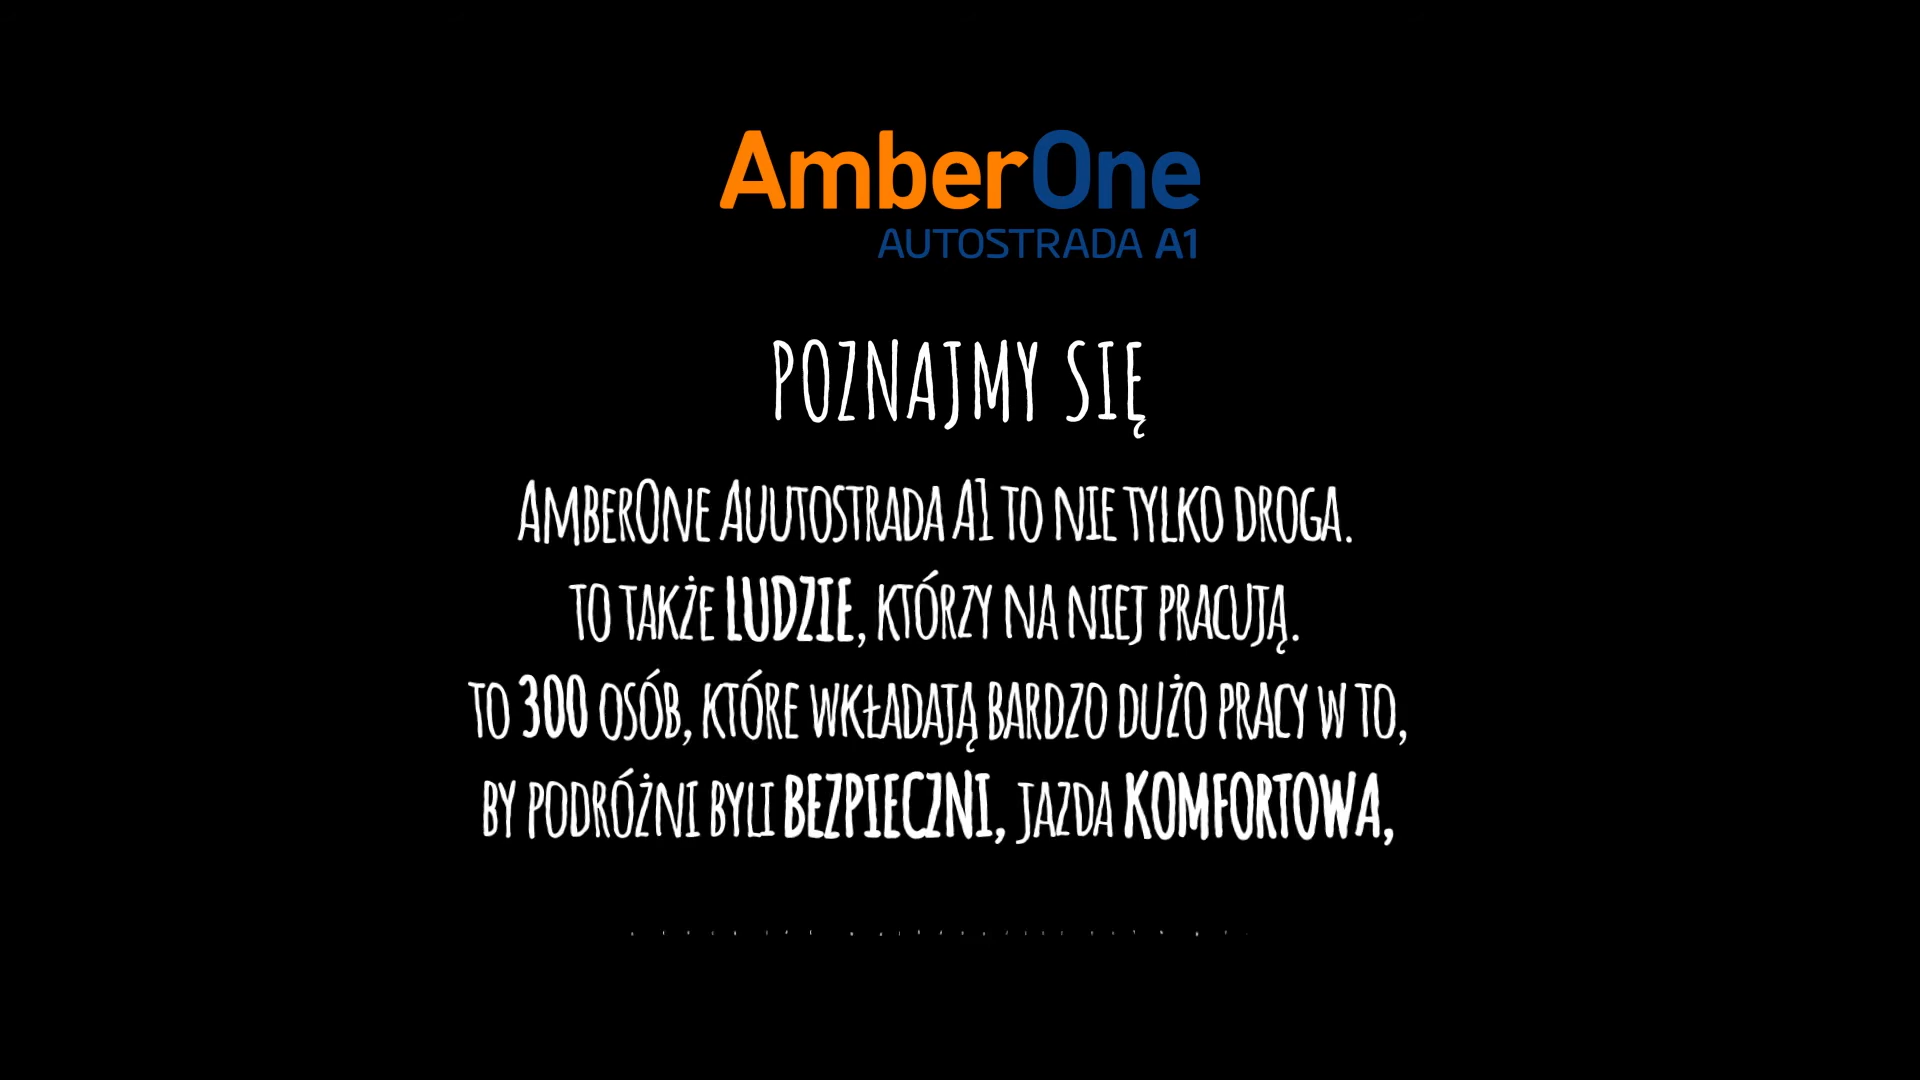 AmberOne
AUTOSTRADA A1
POZNAJMY SIĘ
AMBERONE AUUTOSTRADA A1 TO NIE TYLKO DROGA.
TO TAKŻE LUDZIE, KTÓRZY NA NIEJ PRACUJĄ.
TO 300 OSÓB, KTÓRE WKŁADAJĄ BARDZO DUŻO PRACY W TO,
BY PODRÓŻNI BYLI BEZPIECZNI, JAZDA KOMFORTOWA,